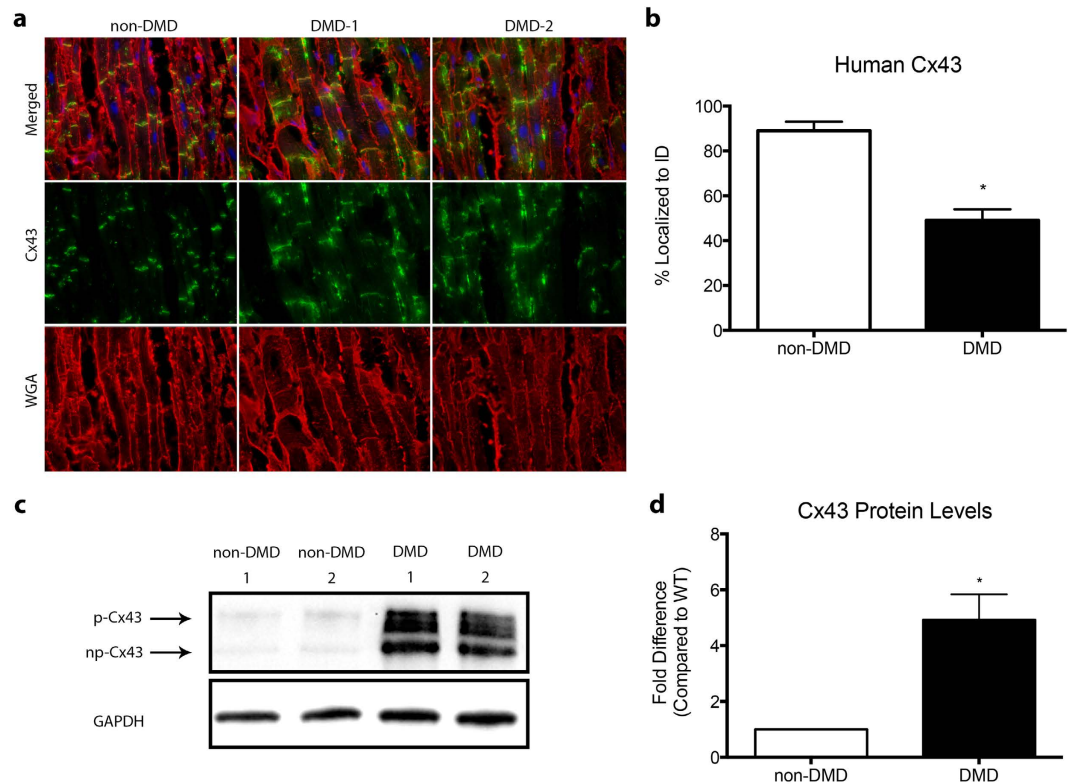 a
non-DMD DMD-1 DMD-2
Merged
Cx43
WGA
b
Human Cx43
% Localized to ID
100
80
60
40
20
0
*
non-DMD DMD
c
non-DMD non-DMD DMD DMD
1 2 1 2
p-Cx43
np-Cx43
GAPDH
d
Cx43 Protein Levels
Fold Difference
(Compared to WT)
8
6
4
2
0
*
non-DMD DMD